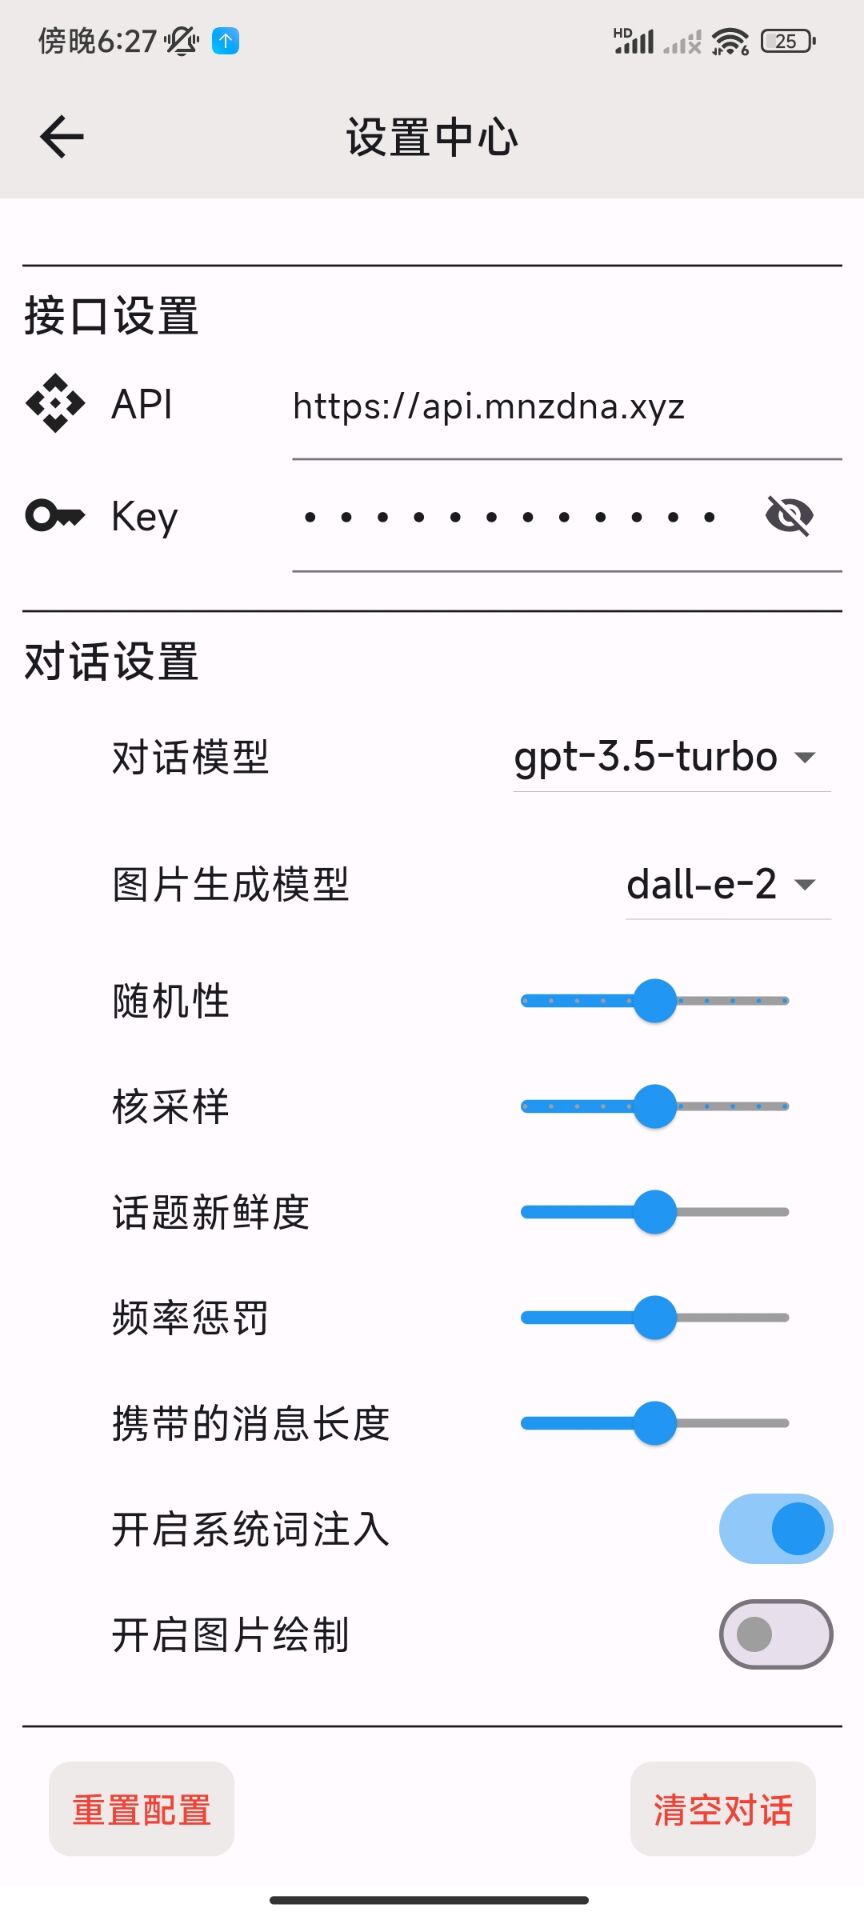 傍晚6:27
HD
6
25
设置中心
接口设置
API
https://api.mnzdna.xyz
Key
••••••••••••
对话设置
对话模型
gpt-3.5-turbo
图片生成模型
dall-e-2
随机性
核采样
话题新鲜度
频率惩罚
携带的消息长度
开启系统词注入
开启图片绘制
重置配置
清空对话